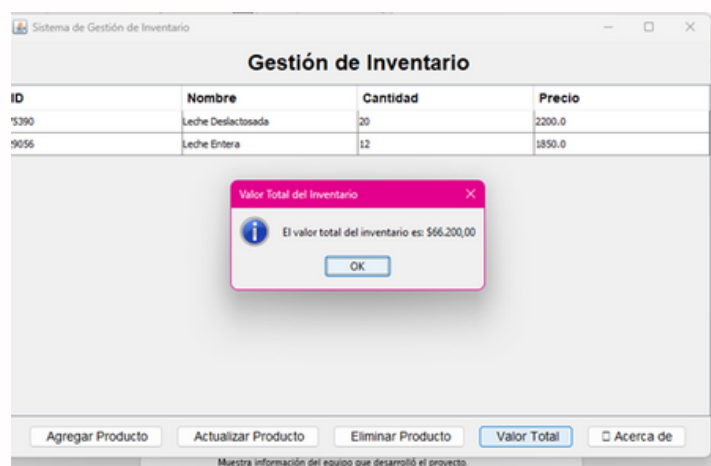 Sistema de Gestión de Inventario
Gestión de Inventario
ID Nombre Cantidad Precio
75390 Leche Deslactosada 20 2200.0
29056 Leche Entera 12 1850.0
Valor Total del Inventario
El valor total del inventario es: $66.200,00
OK
Agregar Producto Actualizar Producto Eliminar Producto Valor Total Acerca de
Muestra información del equipo que desarrolló el proyecto